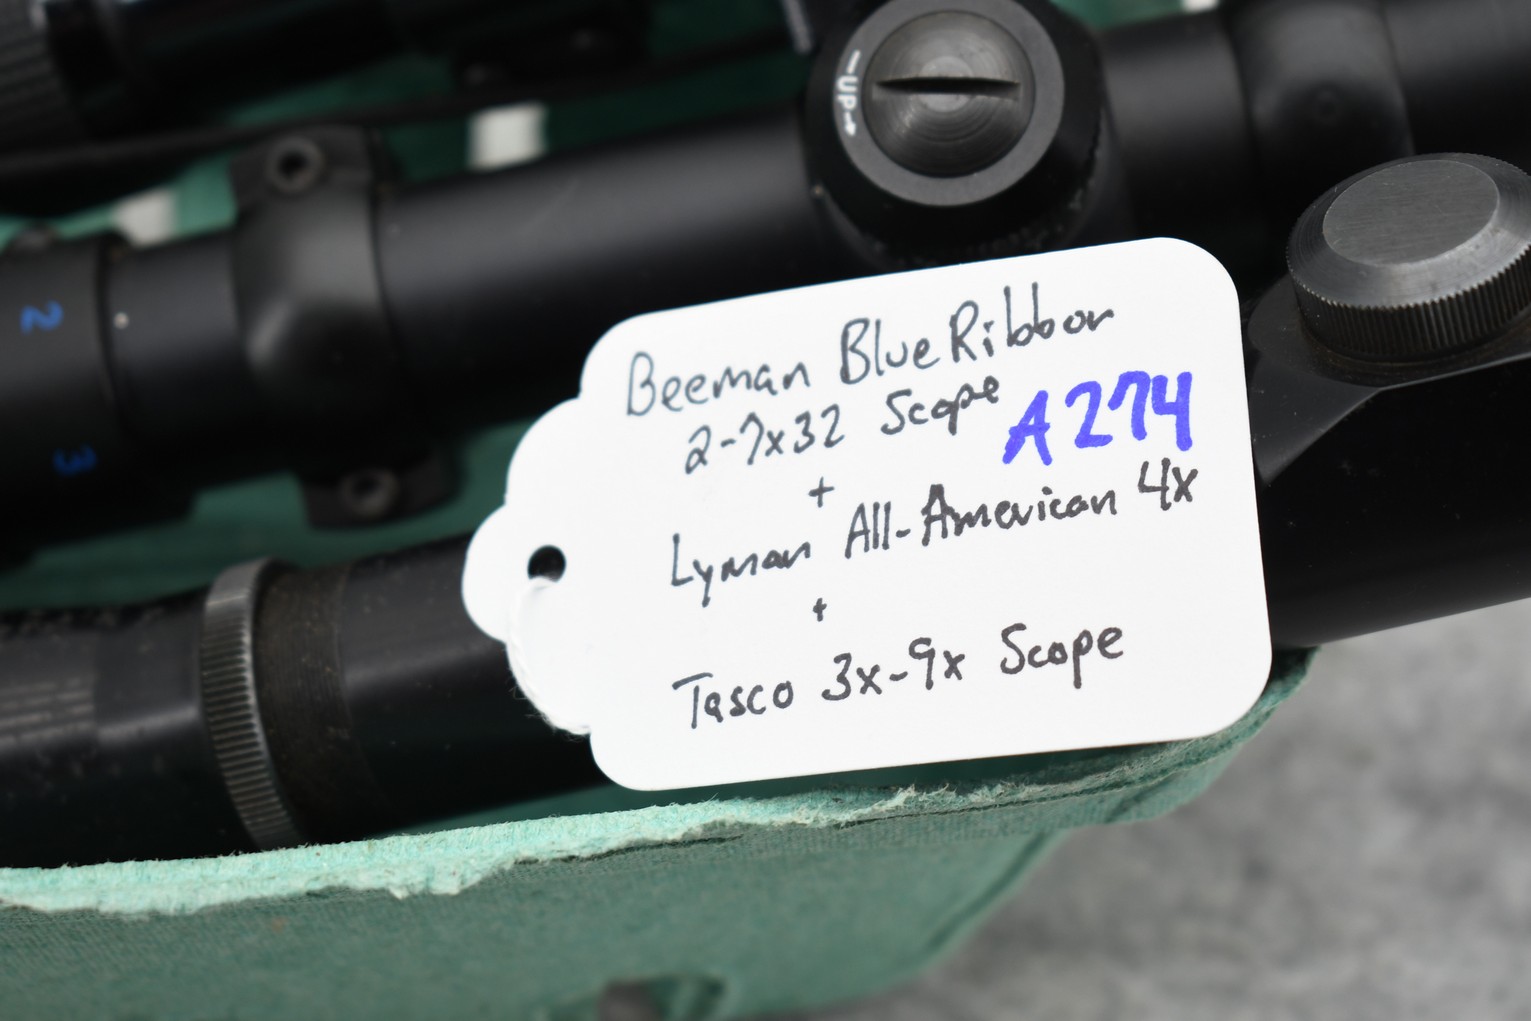 UP
2
3
Beeman Blue Ribbon
2-7x32 Scope
A274
+
Lyman All-American 4x
+
Tasco 3x-9x Scope